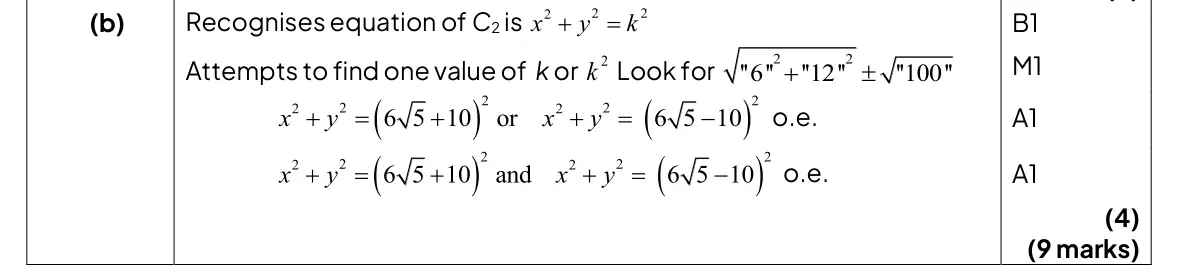 (b) Recognises equation of C₂ is x² + y² = k² B1
Attempts to find one value of k or k² Look for √("6"² + "12"²) ± √"100" M1
x² + y² = (6√5 + 10)² or x² + y² = (6√5 – 10)² o.e. A1
x² + y² = (6√5 + 10)² and x² + y² = (6√5 – 10)² o.e. A1
(4)
(9 marks)